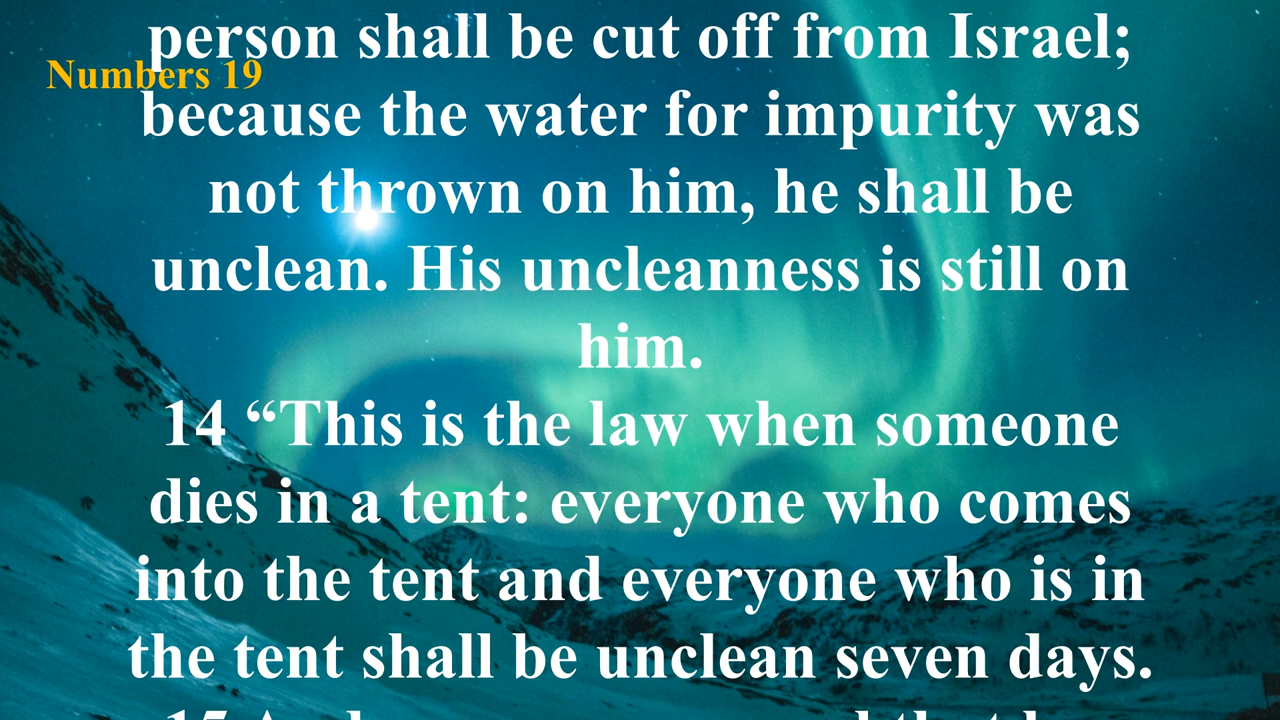 person shall be cut off from Israel;
Numbers 19
because the water for impurity was
not thrown on him, he shall be
unclean. His uncleanness is still on
him.
14 “This is the law when someone
dies in a tent: everyone who comes
into the tent and everyone who is in
the tent shall be unclean seven days.